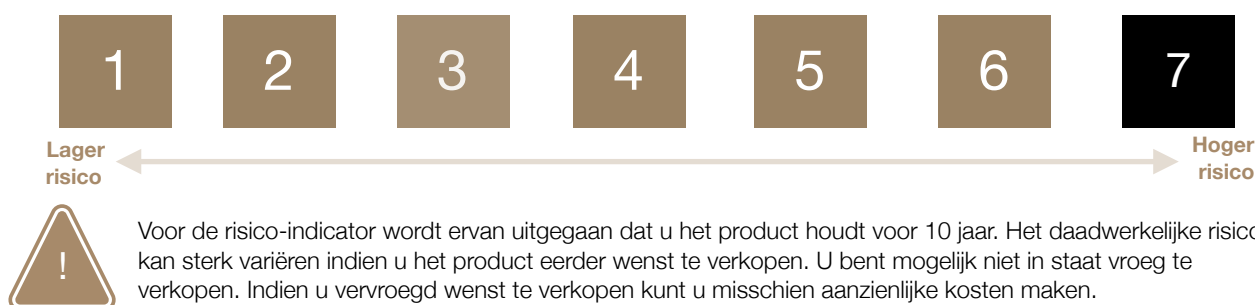 1 2 3 4 5 6 7
Lager
risico
Hoger
risico
!
Voor de risico-indicator wordt ervan uitgegaan dat u het product houdt voor 10 jaar. Het daadwerkelijke risico
kan sterk variëren indien u het product eerder wenst te verkopen. U bent mogelijk niet in staat vroeg te
verkopen. Indien u vervroegd wenst te verkopen kunt u misschien aanzienlijke kosten maken.